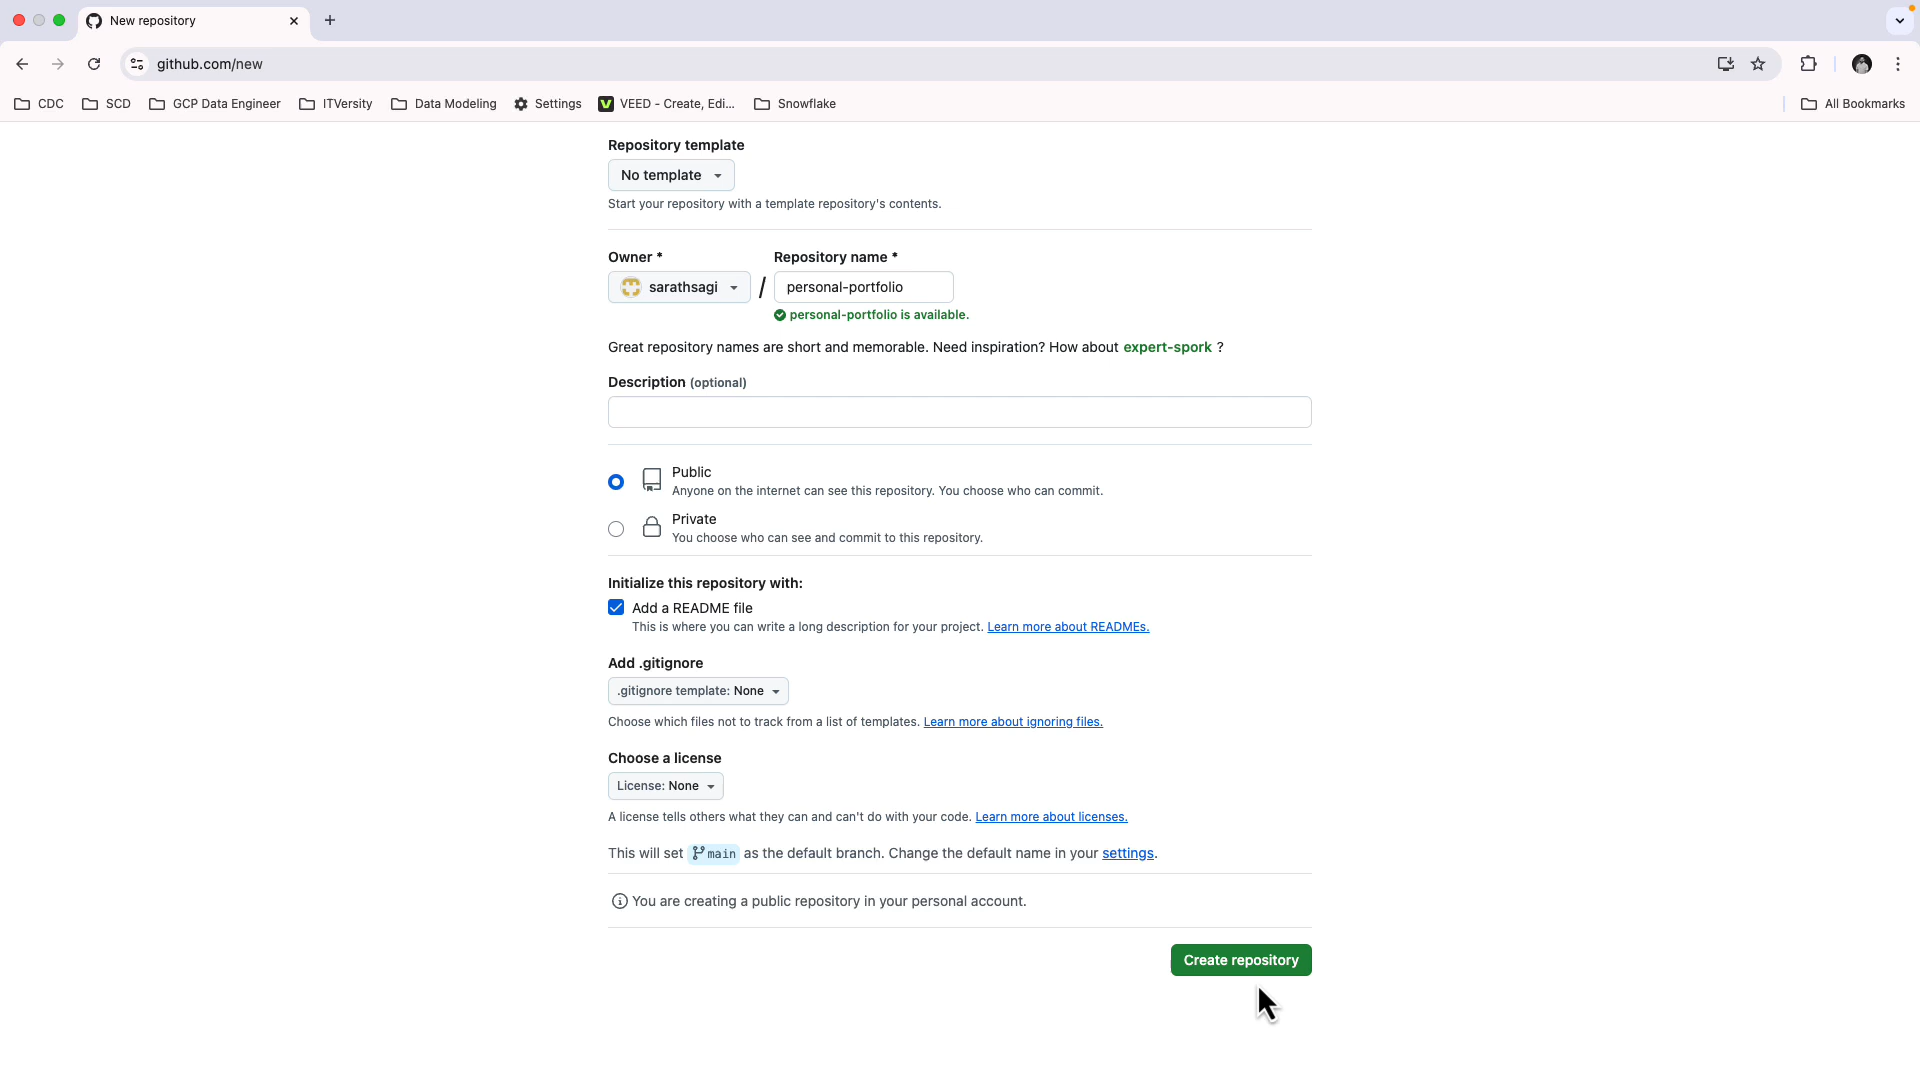 New repository
github.com/new
CDC SCD GCP Data Engineer ITVersity Data Modeling Settings VEED - Create, Edi... Snowflake All Bookmarks
Repository template
No template
Start your repository with a template repository's contents.
Owner * Repository name *
sarathsagi / personal-portfolio
personal-portfolio is available.
Great repository names are short and memorable. Need inspiration? How about expert-spork ?
Description (optional)
Public
Anyone on the internet can see this repository. You choose who can commit.
Private
You choose who can see and commit to this repository.
Initialize this repository with:
Add a README file
This is where you can write a long description for your project. Learn more about READMEs.
Add .gitignore
.gitignore template: None
Choose which files not to track from a list of templates. Learn more about ignoring files.
Choose a license
License: None
A license tells others what they can and can't do with your code. Learn more about licenses.
This will set main as the default branch. Change the default name in your settings.
You are creating a public repository in your personal account.
Create repository